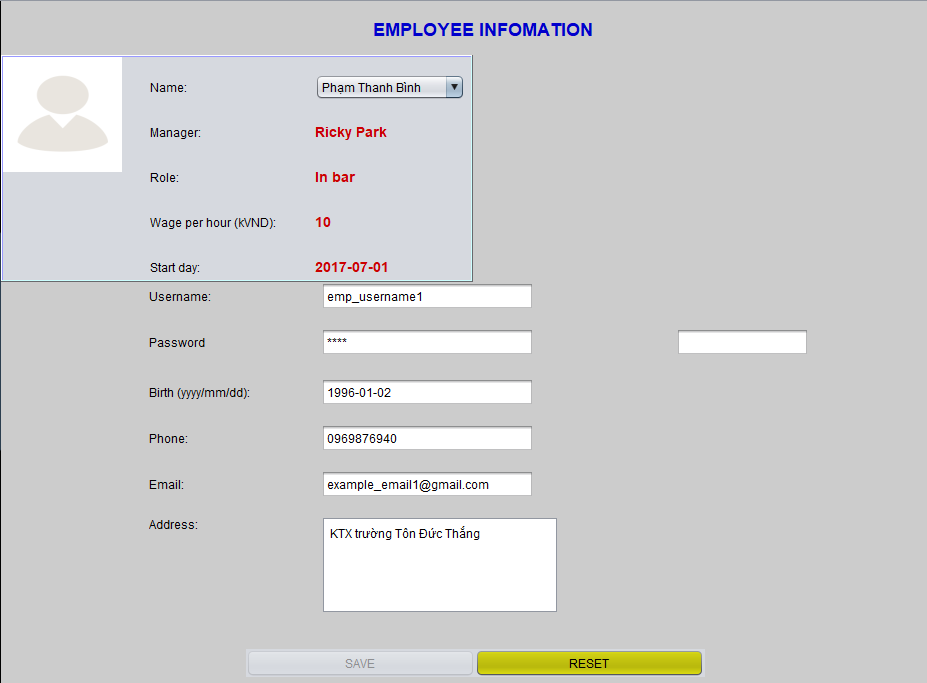 EMPLOYEE INFOMATION
Name: Phạm Thanh Bình
Manager: Ricky Park
Role: In bar
Wage per hour (kVND): 10
Start day: 2017-07-01
Username: emp_username1
Password ****
Birth (yyyy/mm/dd): 1996-01-02
Phone: 0969876940
Email: example_email1@gmail.com
Address: KTX trường Tôn Đức Thắng
SAVE RESET